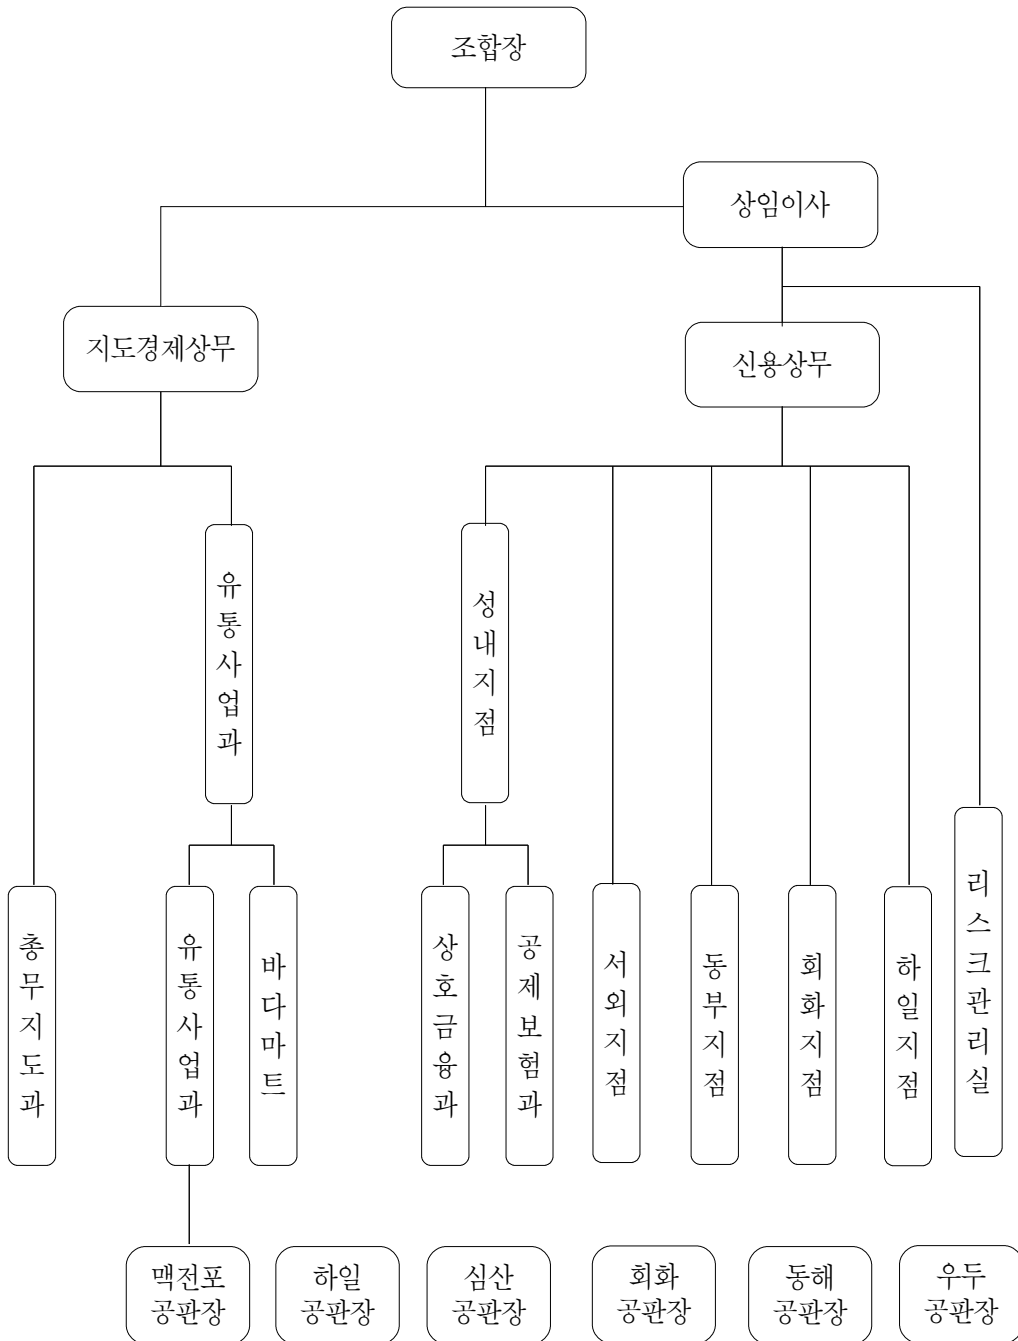 조합장
상임이사
지도경제상무
신용상무
유통사업과
성내지점
리스크관리실
총무지도과
유통사업과
바다마트
상호금융과
공제보험과
서외지점
동부지점
회화지점
하일지점
맥전포
공판장
하일
공판장
심산
공판장
회화
공판장
동해
공판장
우두
공판장